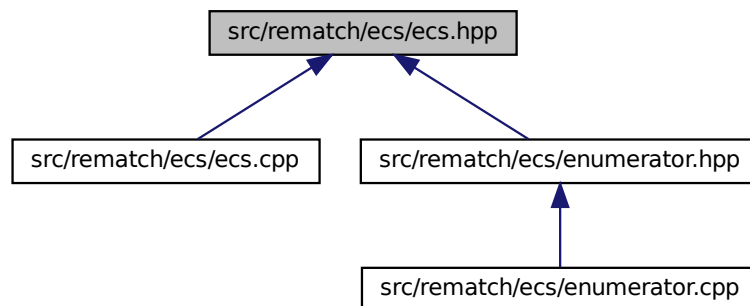 src/rematch/ecs/ecs.hpp
src/rematch/ecs/ecs.cpp
src/rematch/ecs/enumerator.hpp
src/rematch/ecs/enumerator.cpp